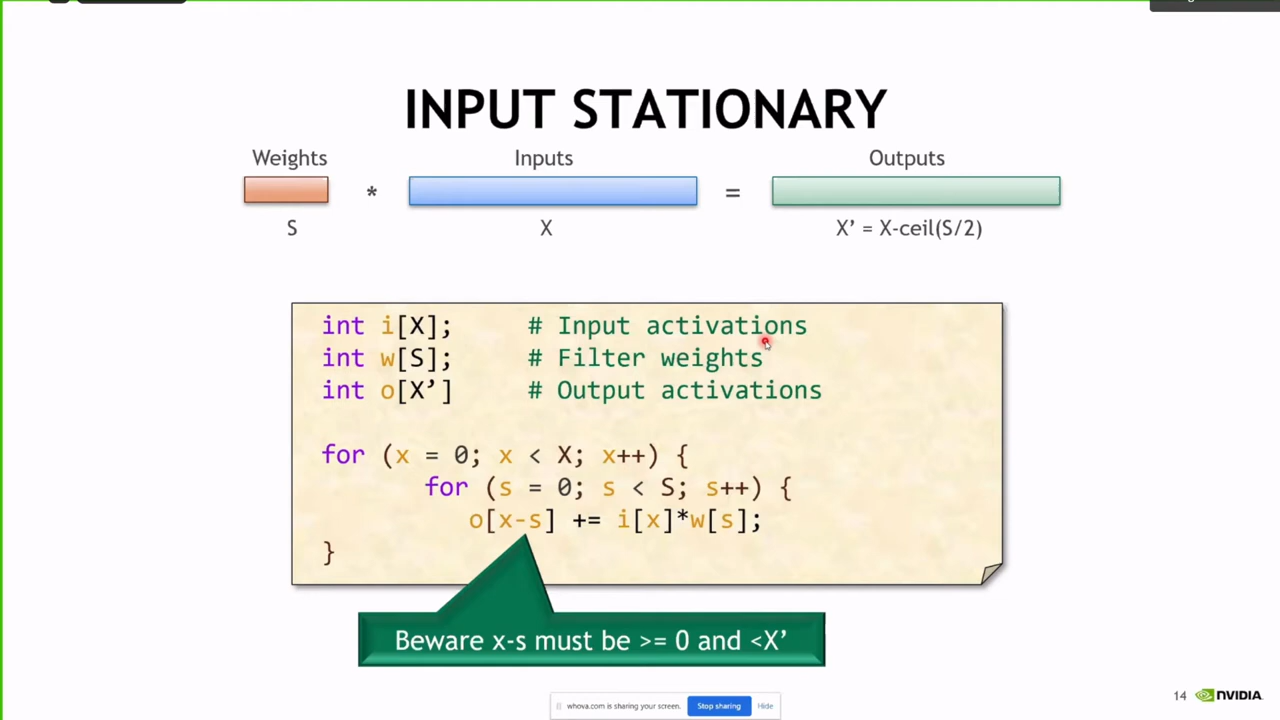 INPUT STATIONARY
Weights Inputs Outputs
* =
S X X’ = X-ceil(S/2)
int i[X]; # Input activations
int w[S]; # Filter weights
int o[X’] # Output activations
for (x = 0; x < X; x++) {
for (s = 0; s < S; s++) {
o[x-s] += i[x]*w[s];
}
Beware x-s must be >= 0 and <X’
14 NVIDIA.
whova.com is sharing your screen. Stop sharing Hide